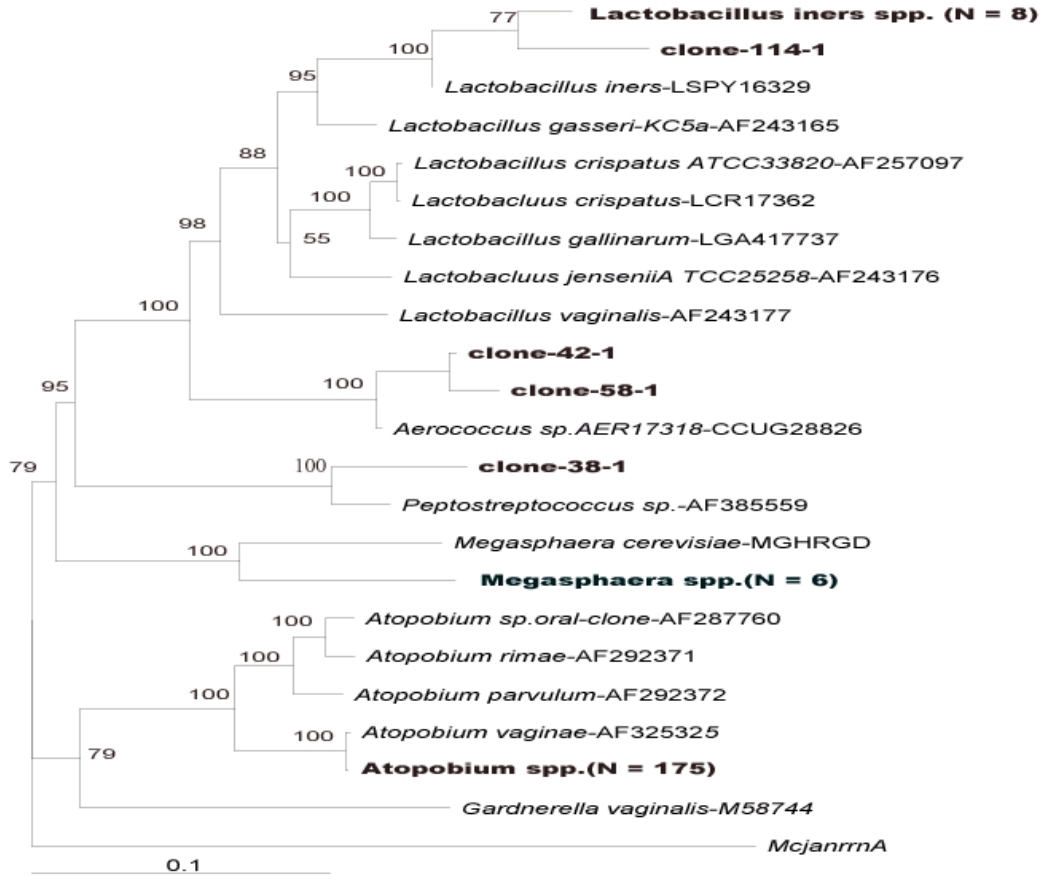 77
Lactobacillus iners spp. (N = 8)
clone-114-1
100
Lactobacillus iners-LSPY16329
95
Lactobacillus gasseri-KC5a-AF243165
88
Lactobacillus crispatus ATCC33820-AF257097
100
Lactobacluus crispatus-LCR17362
100
55
Lactobacillus gallinarum-LGA417737
98
Lactobacluus jenseniiA TCC25258-AF243176
100
Lactobacillus vaginalis-AF243177
clone-42-1
100
clone-58-1
95
Aerococcus sp.AER17318-CCUG28826
79
100
clone-38-1
Peptostreptococcus sp.-AF385559
Megasphaera cerevisiae-MGHRGD
100
Megasphaera spp.(N = 6)
100
Atopobium sp.oral-clone-AF287760
100
Atopobium rimae-AF292371
100
Atopobium parvulum-AF292372
100
Atopobium vaginae-AF325325
79
Atopobium spp.(N = 175)
Gardnerella vaginalis-M58744
McjanrrnA
0.1